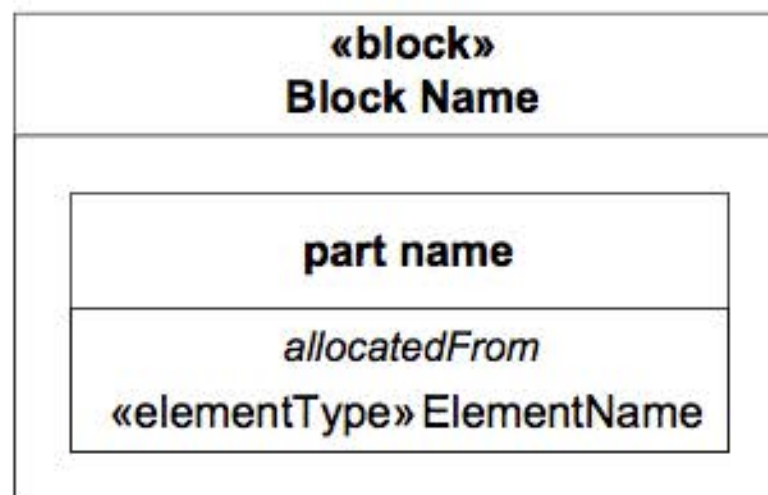 «block»
Block Name
part name
allocatedFrom
«elementType» ElementName